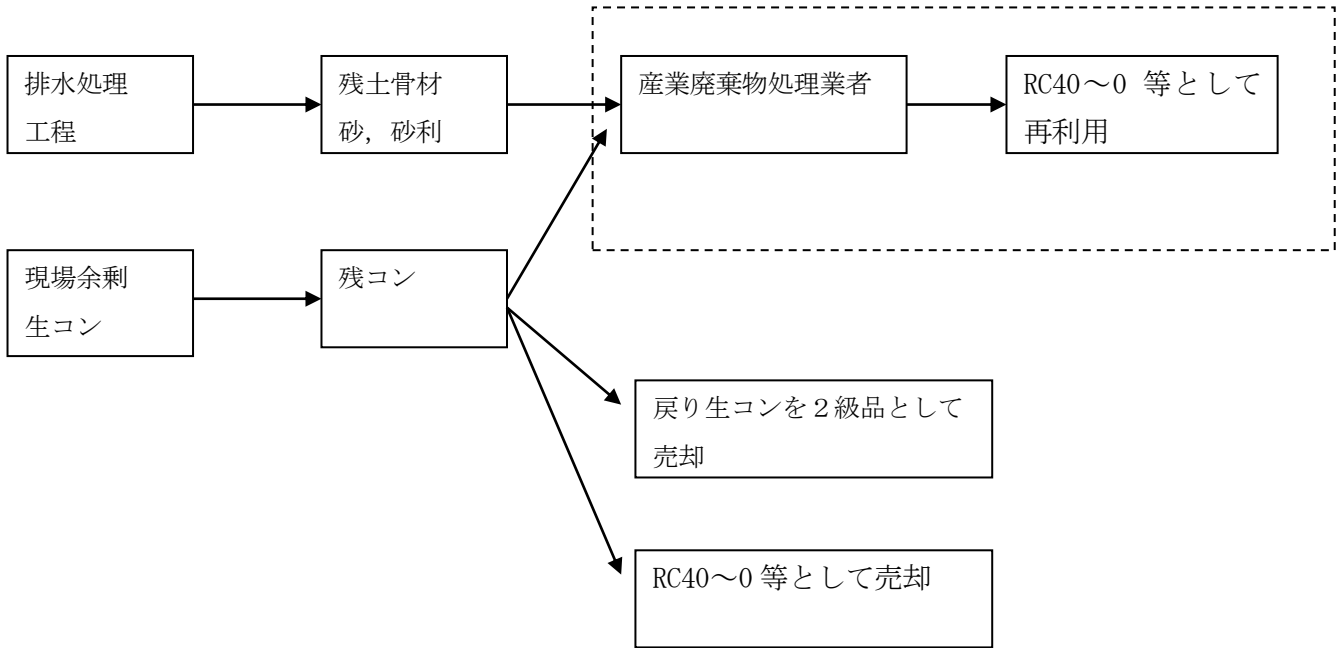 排水処理
工程
残土骨材
砂，砂利
産業廃棄物処理業者
RC40～0 等として
再利用
現場余剰
生コン
残コン
戻り生コンを２級品として
売却
RC40～0 等として売却